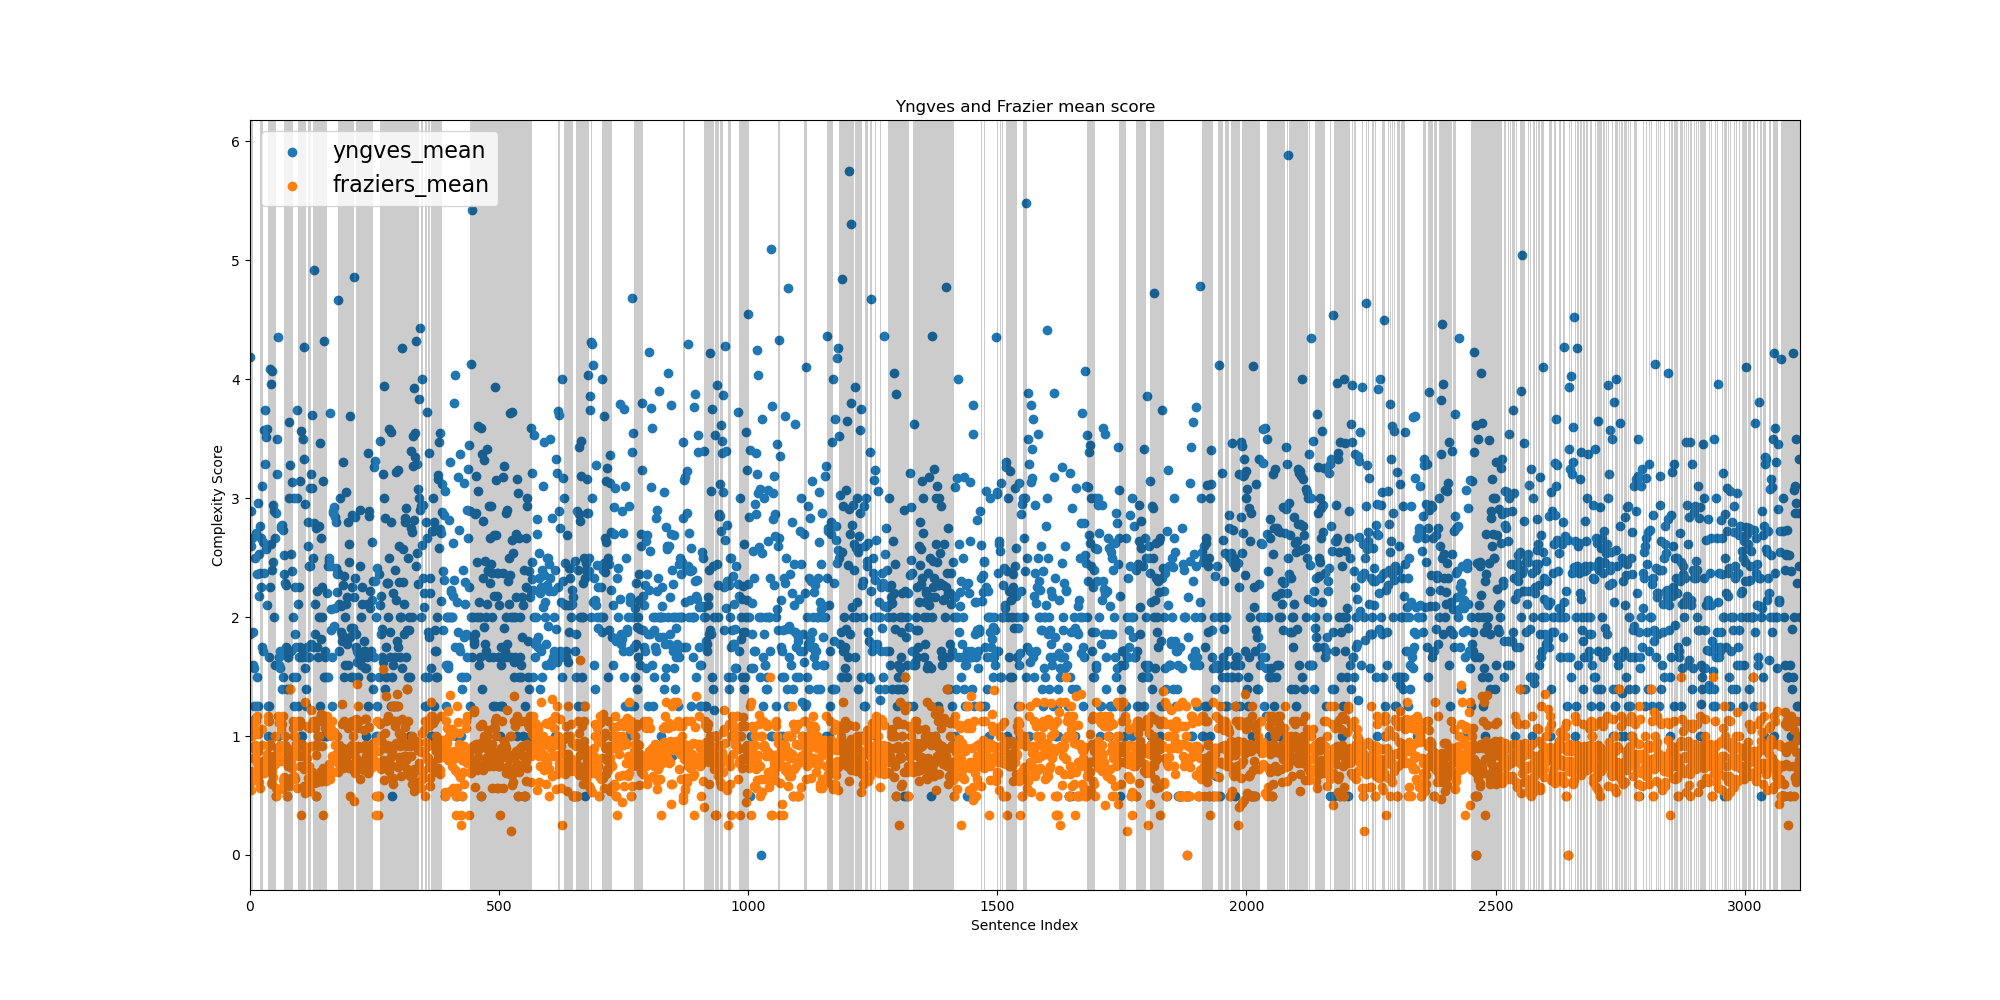 Yngves and Frazier mean score
yngves_mean
fraziers_mean
Complexity Score
6
5
4
3
2
1
0
0 500 1000 1500 2000 2500 3000
Sentence Index